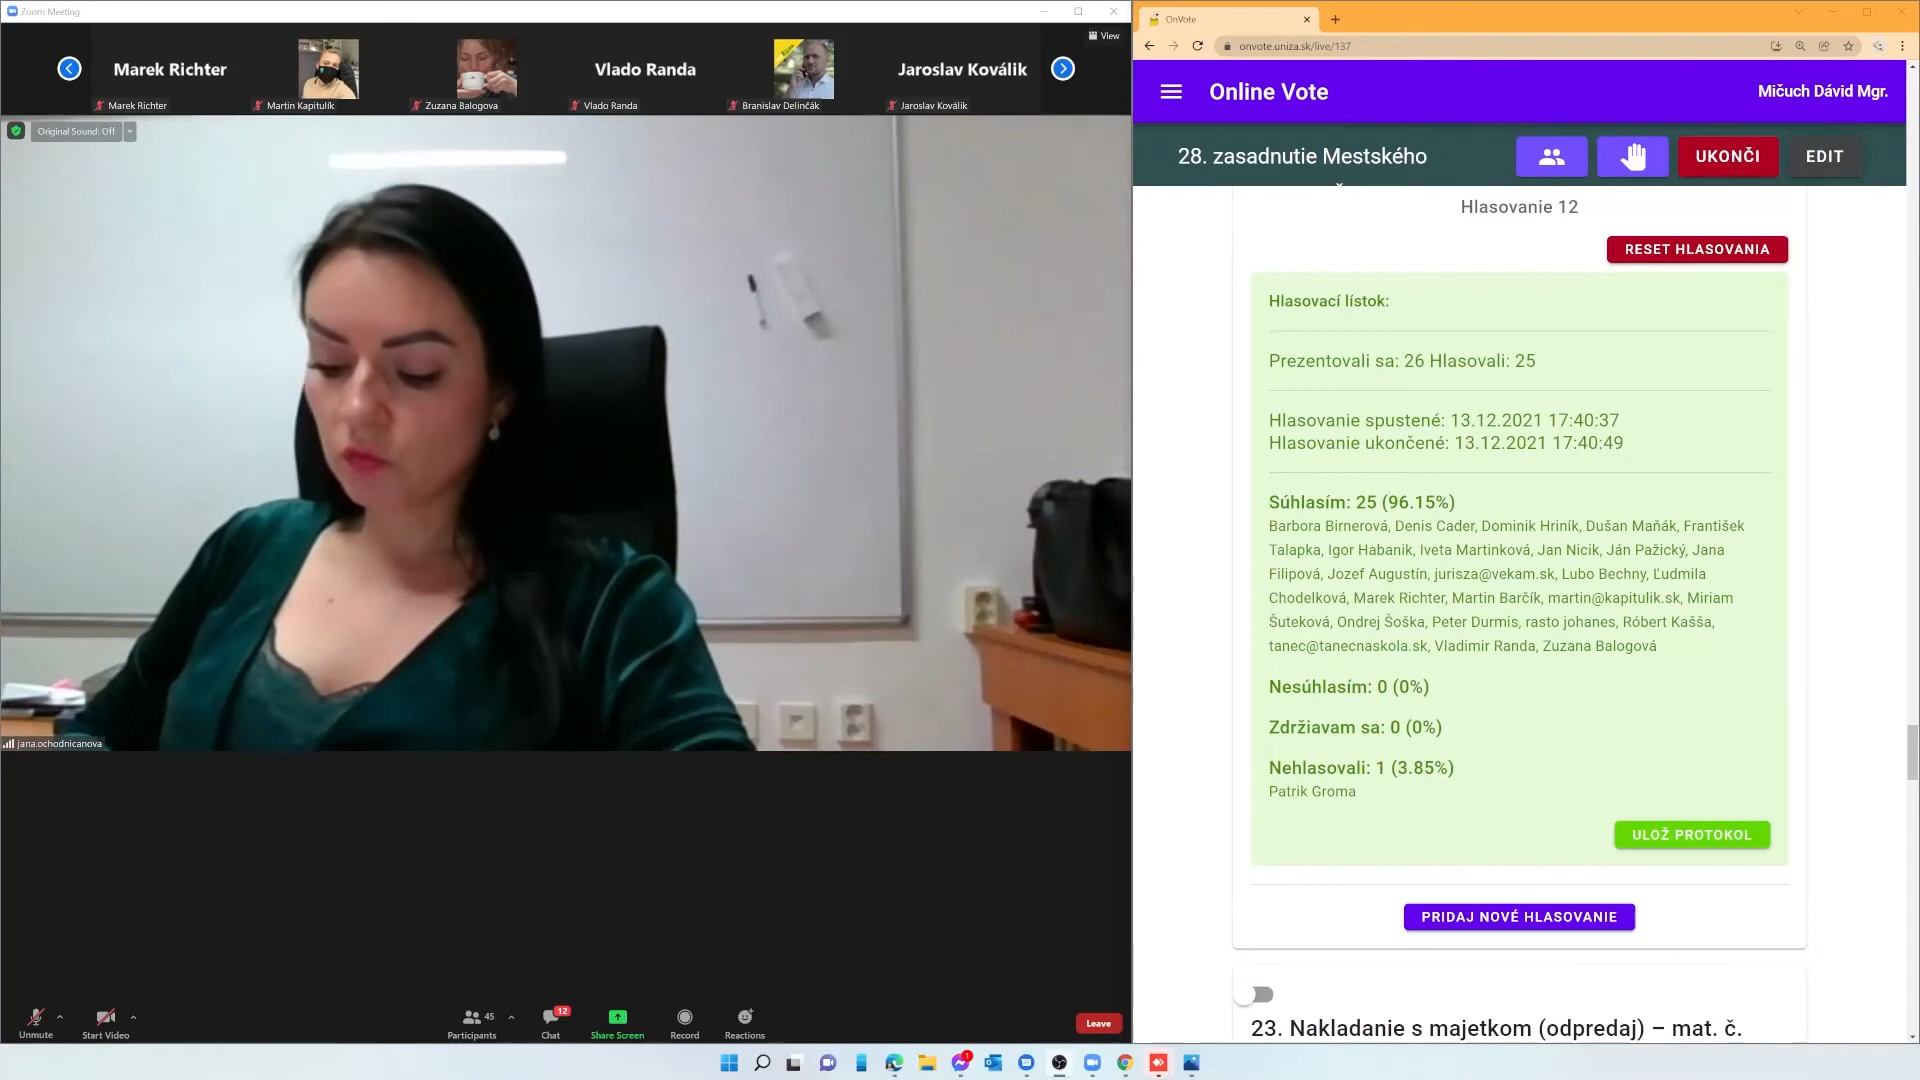 Zoom Meeting
View
Marek Richter
Vlado Randa
Jaroslav Koválik
Marek Richter
Martin Kapitulík
Zuzana Balogova
Vlado Randa
Branislav Delinčák
Jaroslav Koválik
Original Sound: Off
jana.ochodnicanova
Unmute
Start Video
45
Participants
12
Chat
Share Screen
Record
Reactions
Leave
OnVote
onvote.uniza.sk/live/137
Online Vote
Mičuch Dávid Mgr.
28. zasadnutie Mestského
UKONČI
EDIT
Hlasovanie 12
RESET HLASOVANIA
Hlasovací lístok:
Prezentovali sa: 26 Hlasovali: 25
Hlasovanie spustené: 13.12.2021 17:40:37
Hlasovanie ukončené: 13.12.2021 17:40:49
Súhlasím: 25 (96.15%)
Barbora Birnerová, Denis Cader, Dominik Hriník, Dušan Maňák, František
Talapka, Igor Habanik, Iveta Martinková, Jan Nicik, Ján Pažický, Jana
Filipová, Jozef Augustín, jurisza@vekam.sk, Lubo Bechny, Ľudmila
Chodelková, Marek Richter, Martin Barčík, martin@kapitulik.sk, Miriam
Šuteková, Ondrej Šoška, Peter Durmis, rasto johanes, Róbert Kašša,
tanec@tanecnaskola.sk, Vladimir Randa, Zuzana Balogová
Nesúhlasím: 0 (0%)
Zdržiavam sa: 0 (0%)
Nehlasovali: 1 (3.85%)
Patrik Groma
ULOŽ PROTOKOL
PRIDAJ NOVÉ HLASOVANIE
23. Nakladanie s majetkom (odpredaj) – mat. č.
1